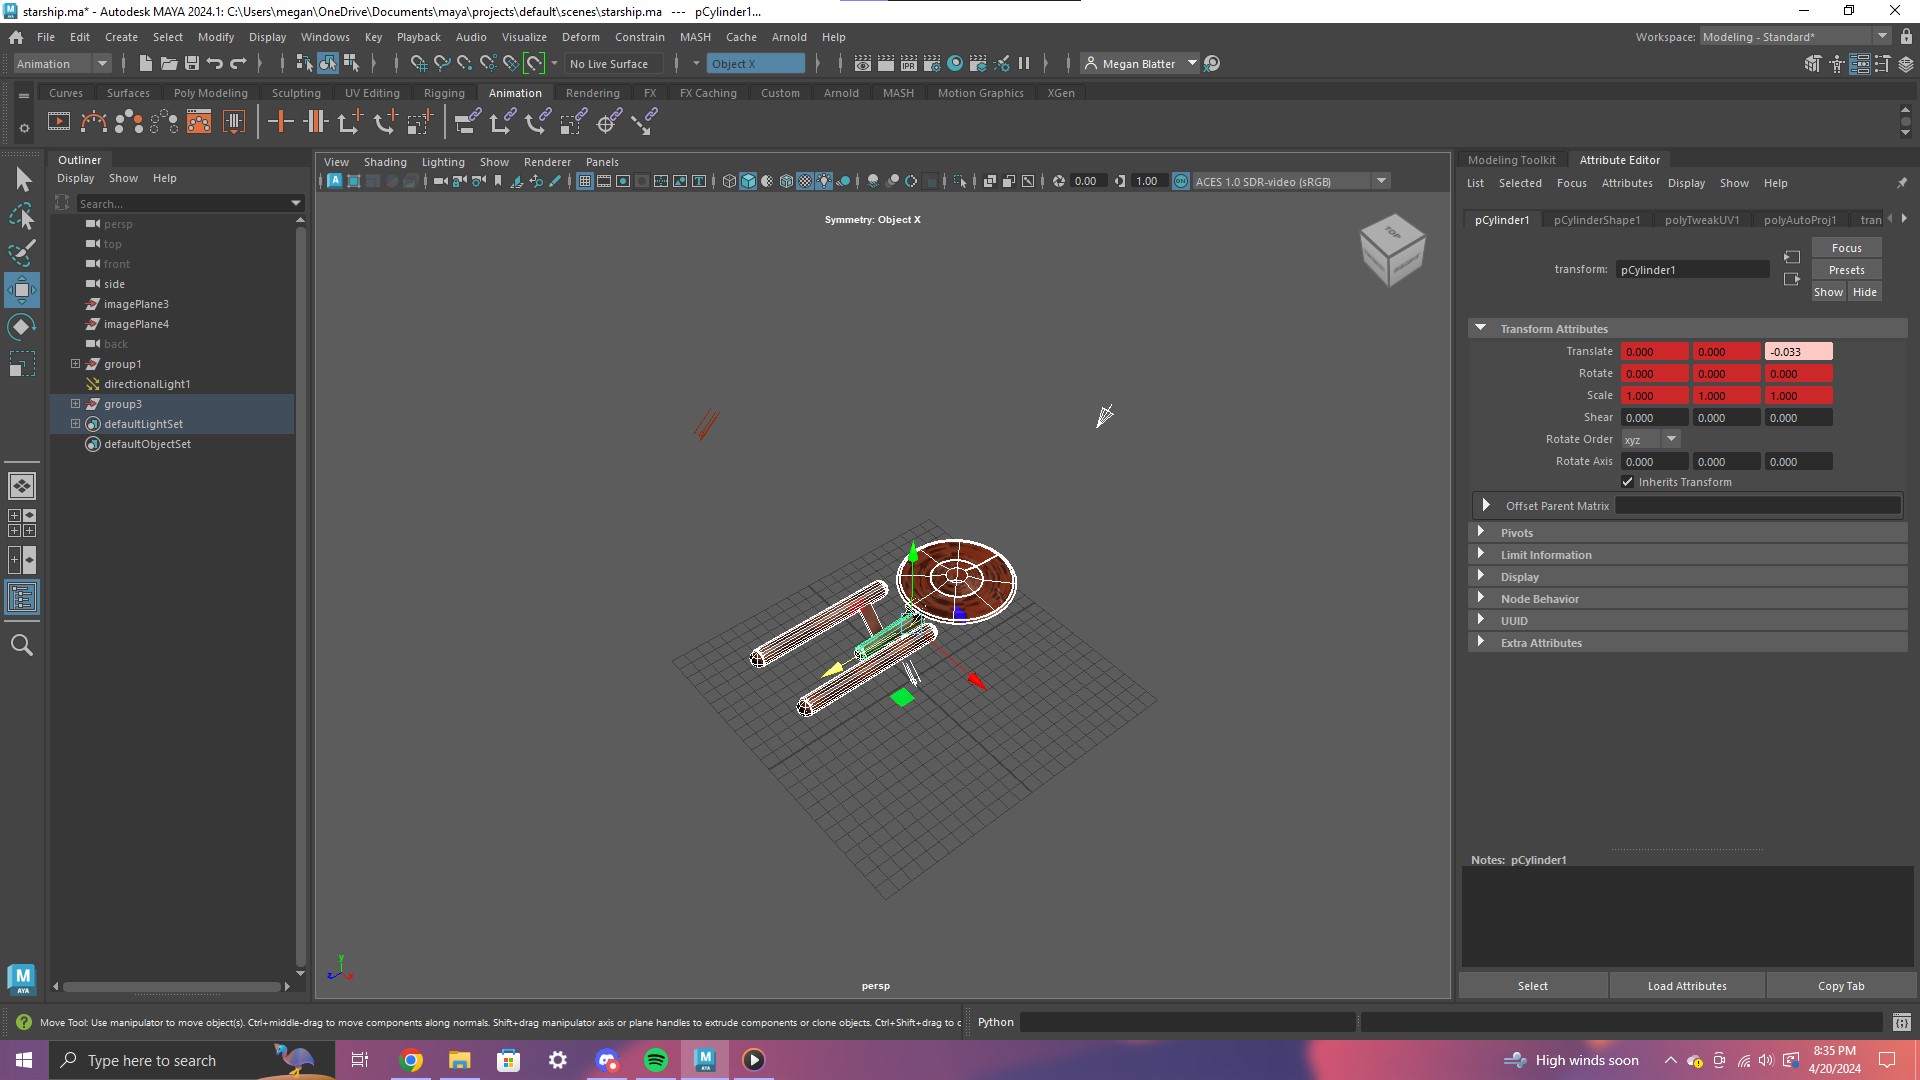 starship.ma* - Autodesk MAYA 2024.1: C:\Users\megan\OneDrive\Documents\maya\projects\default\scenes\starship.ma --- pCylinder1...
File Edit Create Select Modify Display Windows Key Playback Audio Visualize Deform Constrain MASH Cache Arnold Help
Workspace: Modeling - Standard*
Animation No Live Surface Object X IPR Megan Blatter
Curves Surfaces Poly Modeling Sculpting UV Editing Rigging Animation Rendering FX FX Caching Custom Arnold MASH Motion Graphics XGen
Outliner
Display Show Help
Search...
persp
top
front
side
imagePlane3
imagePlane4
back
group1
directionalLight1
group3
defaultLightSet
defaultObjectSet
View Shading Lighting Show Renderer Panels
0.00 1.00 ON ACES 1.0 SDR-video (sRGB)
Symmetry: Object X
TOP
y
z x
persp
Modeling Toolkit Attribute Editor
List Selected Focus Attributes Display Show Help
pCylinder1 pCylinderShape1 polyTweakUV1 polyAutoProj1 tran
Focus
transform: pCylinder1
Presets
Show Hide
Transform Attributes
Translate 0.000 0.000 -0.033
Rotate 0.000 0.000 0.000
Scale 1.000 1.000 1.000
Shear 0.000 0.000 0.000
Rotate Order xyz
Rotate Axis 0.000 0.000 0.000
Inherits Transform
Offset Parent Matrix
Pivots
Limit Information
Display
Node Behavior
UUID
Extra Attributes
Notes: pCylinder1
Select Load Attributes Copy Tab
M
AYA
Move Tool: Use manipulator to move object(s). Ctrl+middle-drag to move components along normals. Shift+drag manipulator axis or plane handles to extrude components or clone objects. Ctrl+Shift+drag to c
Python
Type here to search
High winds soon
8:35 PM
4/20/2024